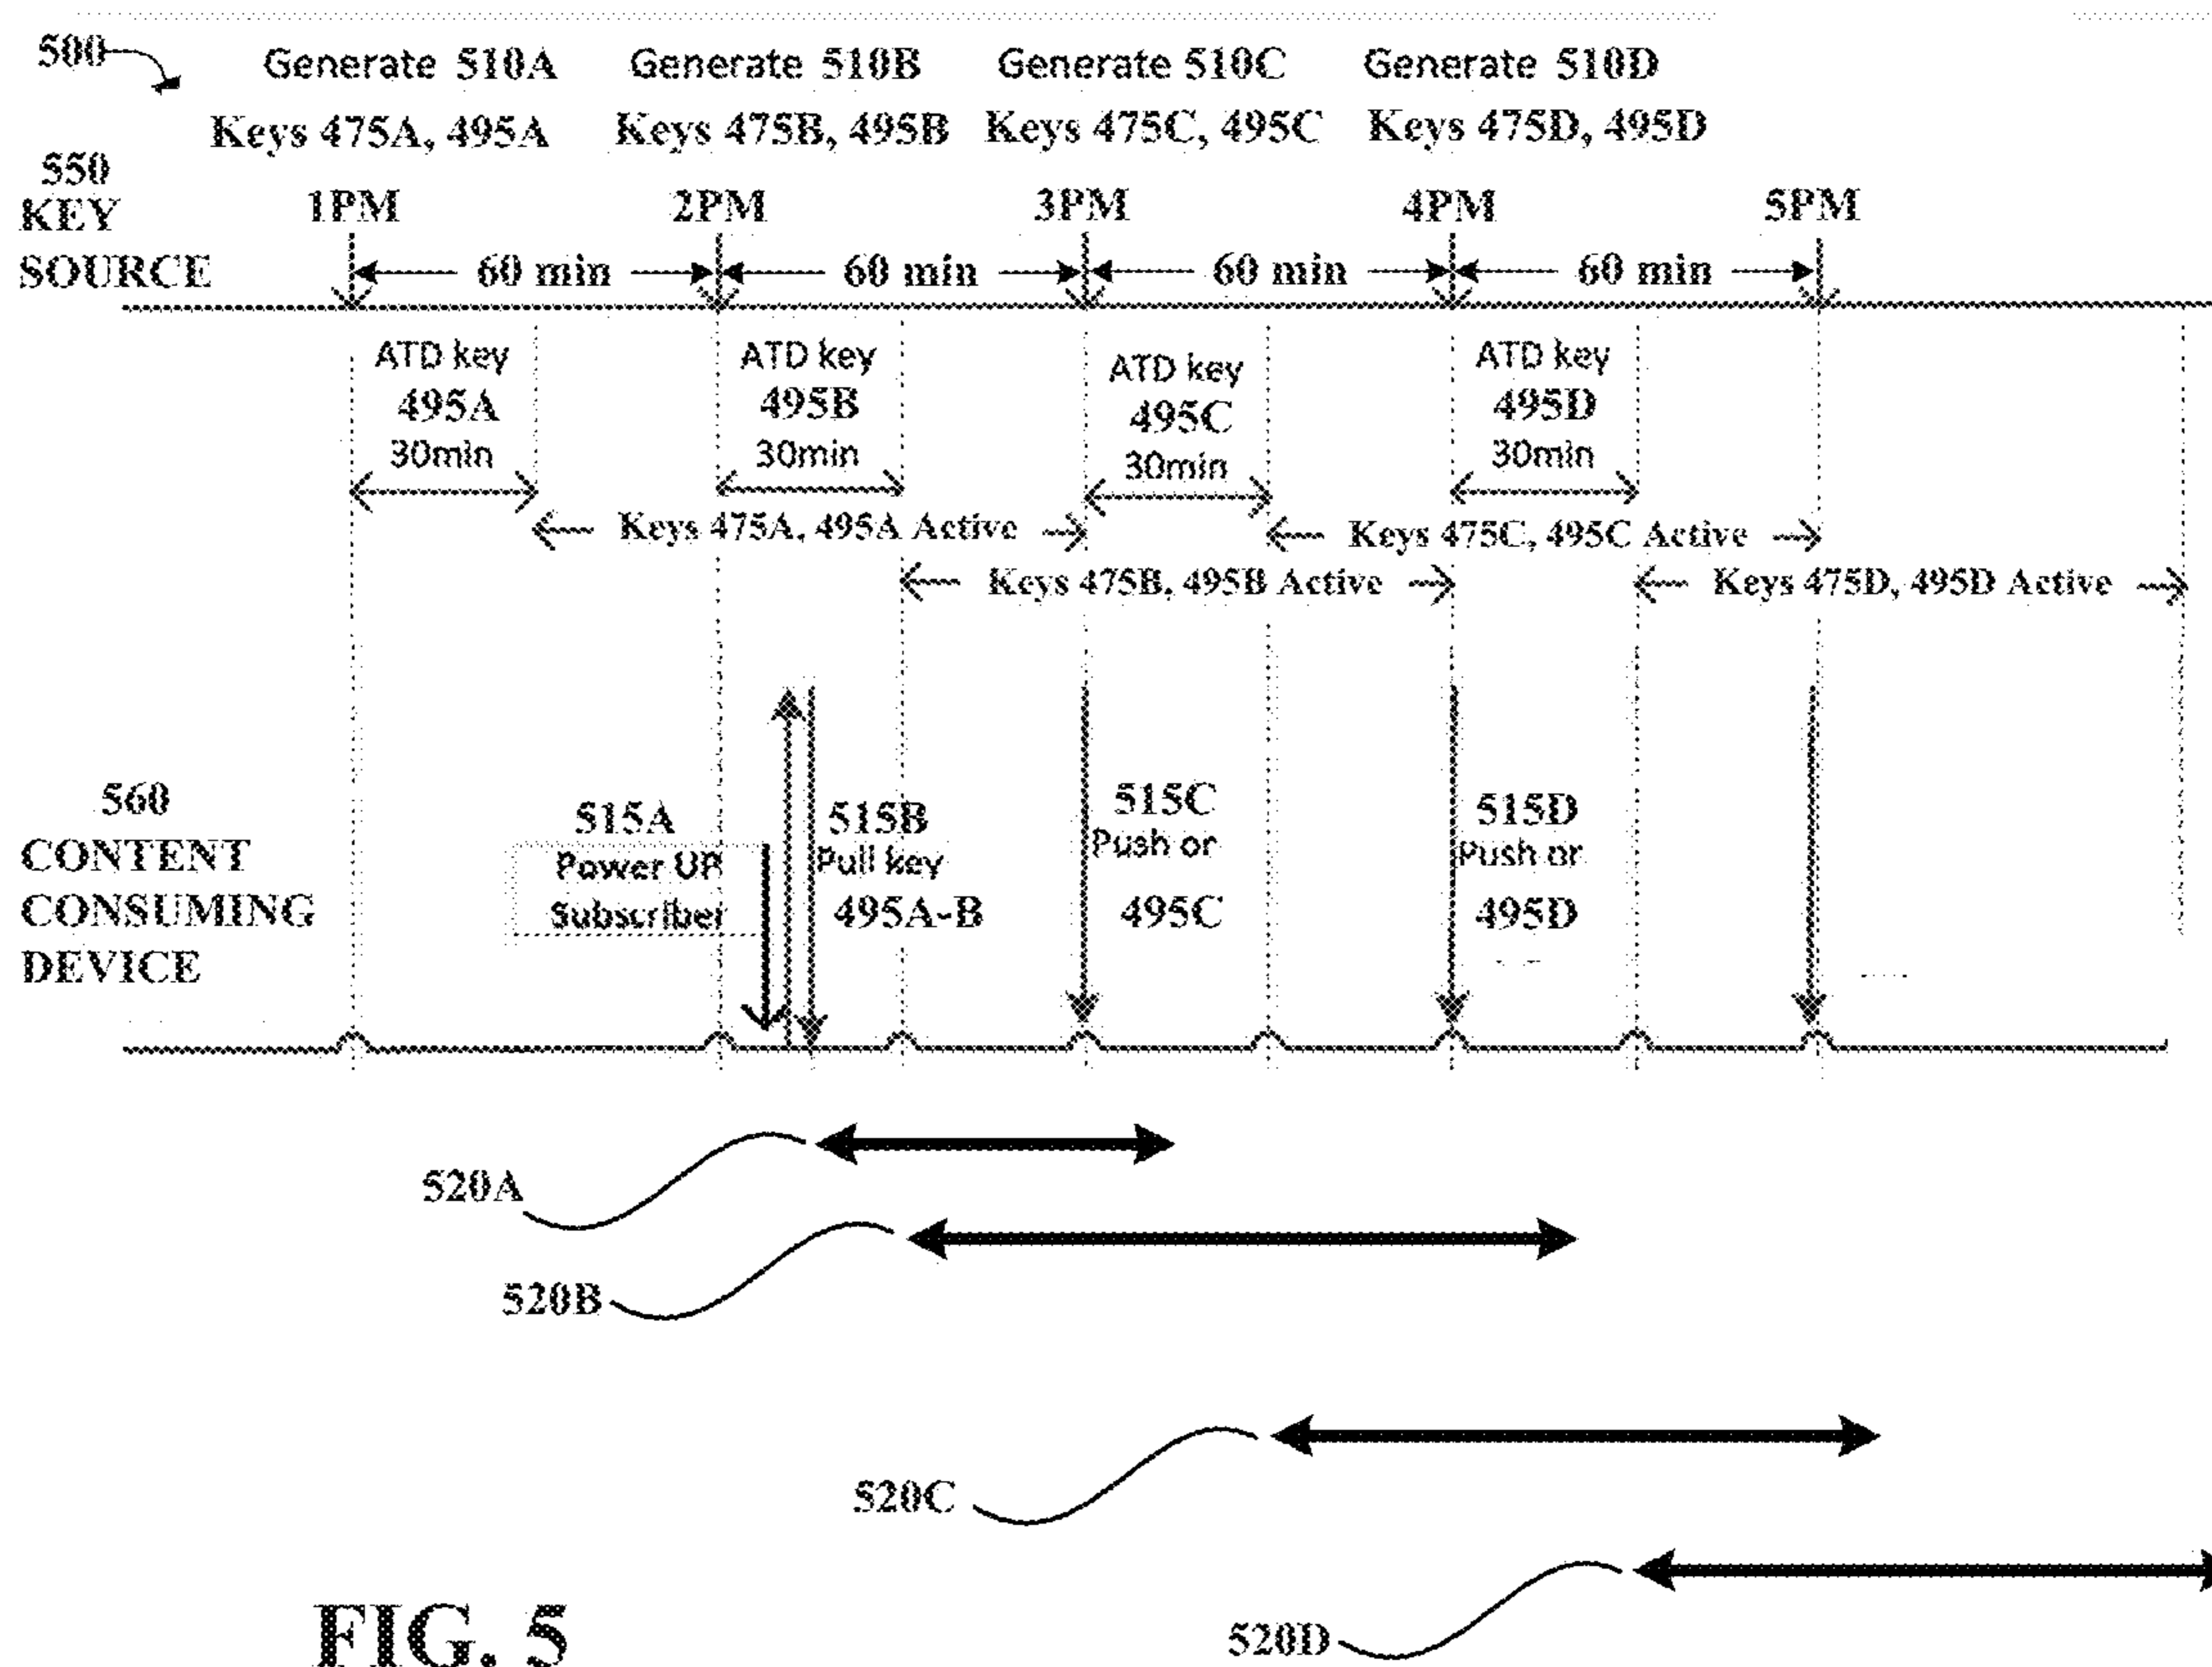 500
Generate 510A Generate 510B Generate 510C Generate 510D
Keys 475A, 495A Keys 475B, 495B Keys 475C, 495C Keys 475D, 495D
550
KEY
SOURCE
1PM 2PM 3PM 4PM 5PM
60 min 60 min 60 min 60 min
ATD key
495A
30min
ATD key
495B
30min
ATD key
495C
30min
ATD key
495D
30min
Keys 475A, 495A Active
Keys 475C, 495C Active
Keys 475B, 495B Active
Keys 475D, 495D Active
560
CONTENT
CONSUMING
DEVICE
515A
Power UP
Subscriber
515B
Pull key
495A-B
515C
Push or
495C
515D
Push or
495D
520A
520B
520C
520D
FIG. 5